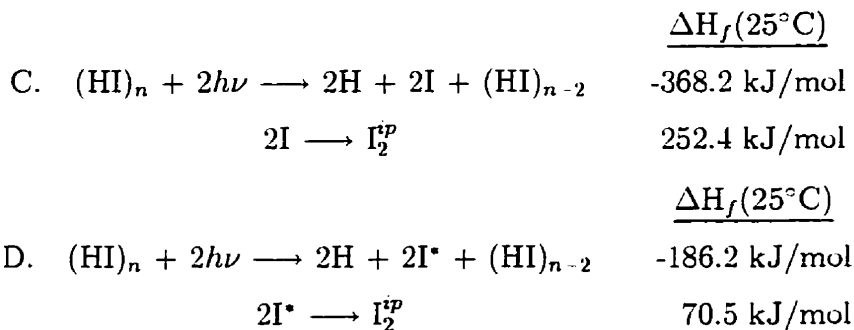 ΔH_f(25°C)
C. (HI)_n + 2hν ⟶ 2H + 2I + (HI)_{n-2} -368.2 kJ/mol
2I ⟶ I_2^{ip} 252.4 kJ/mol
ΔH_f(25°C)
D. (HI)_n + 2hν ⟶ 2H + 2I* + (HI)_{n-2} -186.2 kJ/mol
2I* ⟶ I_2^{ip} 70.5 kJ/mol